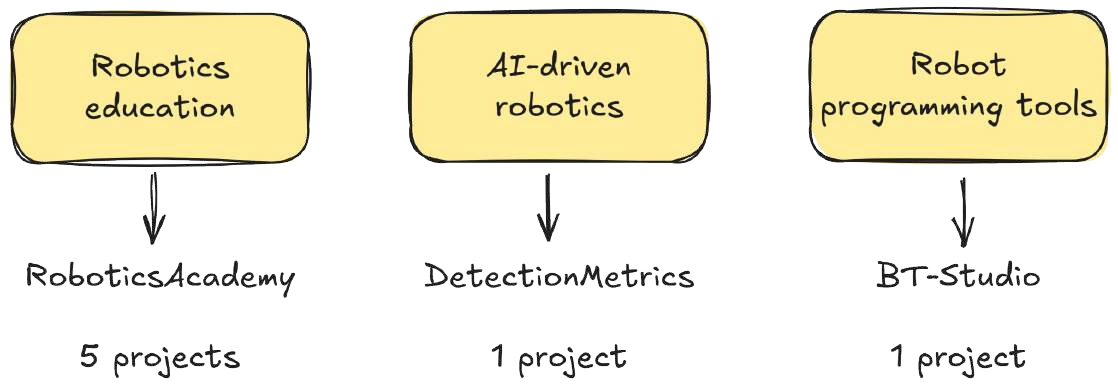 Robotics
education
AI-driven
robotics
Robot
programming tools
RoboticsAcademy
DetectionMetrics
BT-Studio
5 projects
1 project
1 project